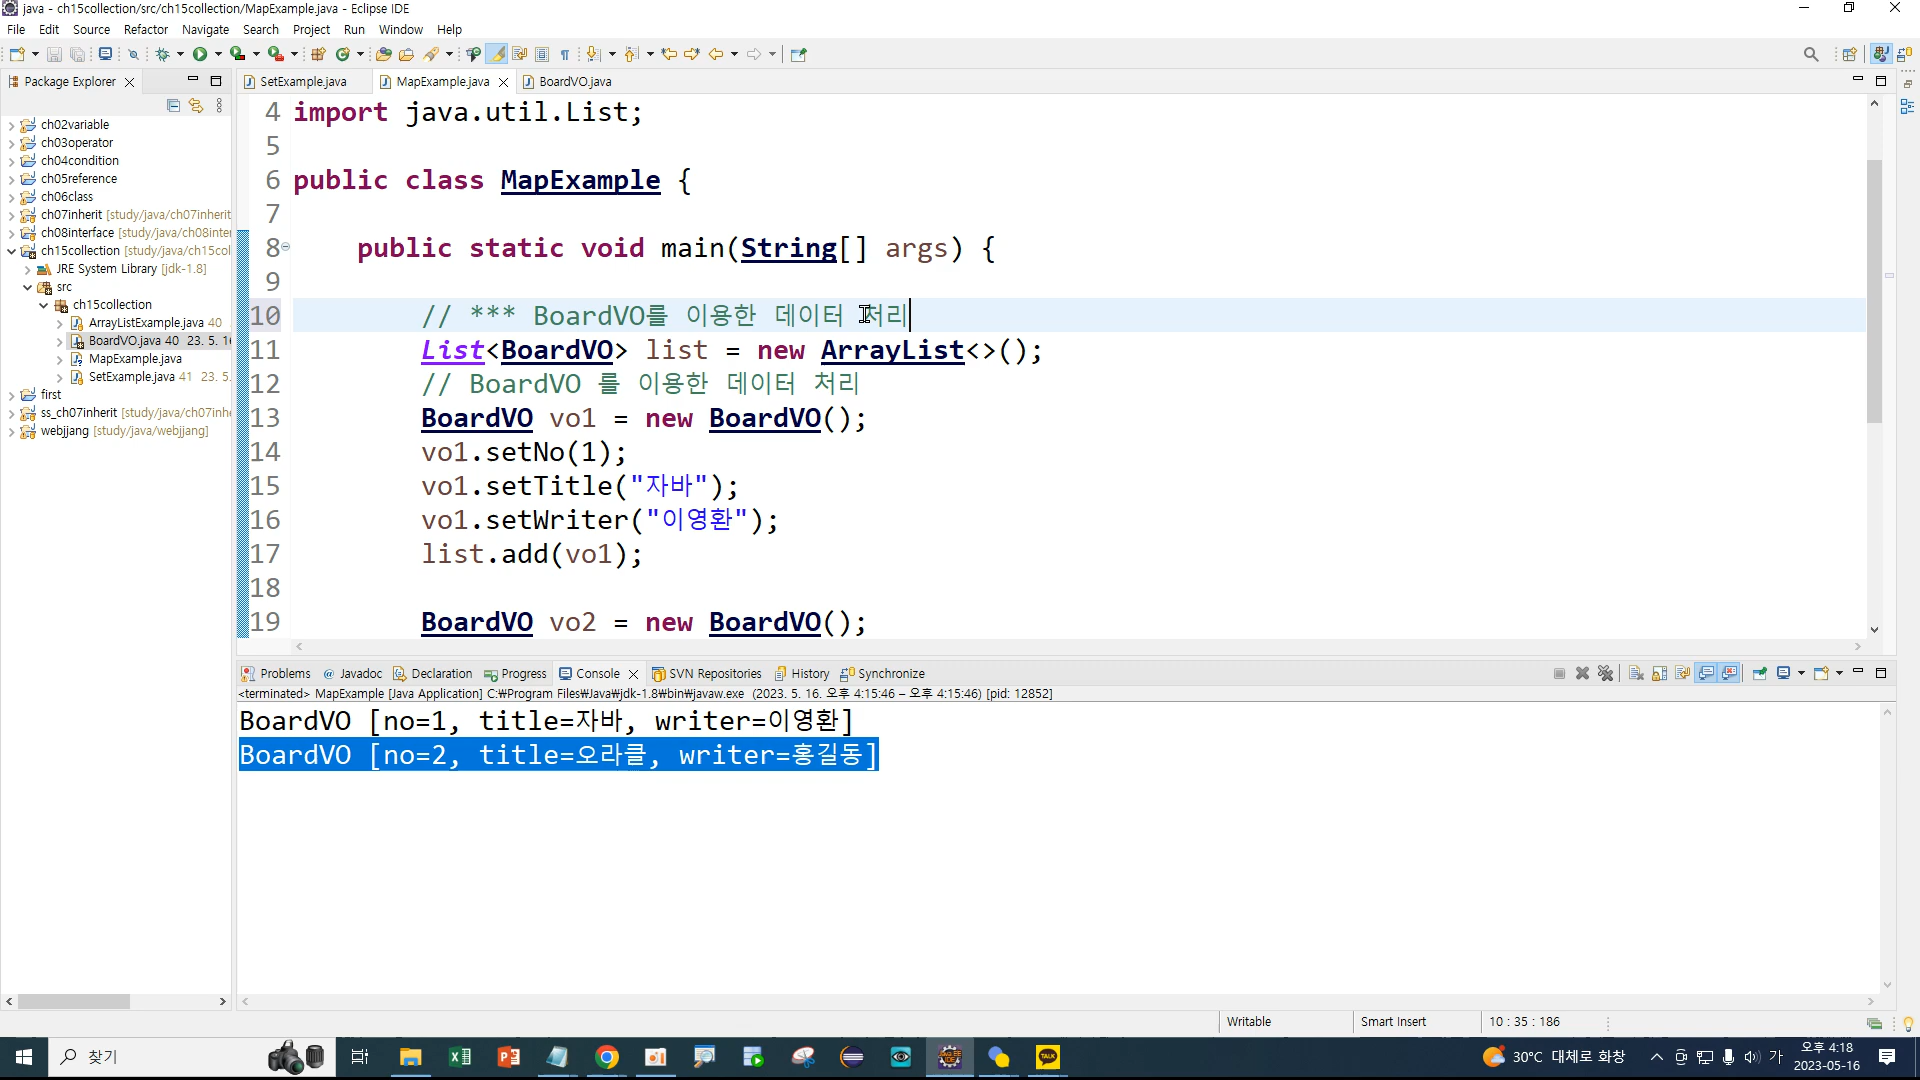 java - ch15collection/src/ch15collection/MapExample.java - Eclipse IDE
File Edit Source Refactor Navigate Search Project Run Window Help
Package Explorer
SetExample.java MapExample.java BoardVO.java
ch02variable
ch03operator
ch04condition
ch05reference
ch06class
ch07inherit [study/java/ch07inherit
ch08interface [study/java/ch08inter
ch15collection [study/java/ch15col
JRE System Library [jdk-1.8]
src
ch15collection
ArrayListExample.java 40
BoardVO.java 40 23. 5. 16
MapExample.java
SetExample.java 41 23. 5.
first
ss_ch07inherit [study/java/ch07inhe
webjjang [study/java/webjjang]
4 import java.util.List;
5
6 public class MapExample {
7
8 public static void main(String[] args) {
9
10 // *** BoardVO를 이용한 데이터 처리
11 List<BoardVO> list = new ArrayList<>();
12 // BoardVO 를 이용한 데이터 처리
13 BoardVO vo1 = new BoardVO();
14 vo1.setNo(1);
15 vo1.setTitle("자바");
16 vo1.setWriter("이영환");
17 list.add(vo1);
18
19 BoardVO vo2 = new BoardVO();
Problems Javadoc Declaration Progress Console SVN Repositories History Synchronize
<terminated> MapExample [Java Application] C:₩Program Files₩Java₩jdk-1.8₩bin₩javaw.exe (2023. 5. 16. 오후 4:15:46 – 오후 4:15:46) [pid: 12852]
BoardVO [no=1, title=자바, writer=이영환]
BoardVO [no=2, title=오라클, writer=홍길동]
Writable Smart Insert 10 : 35 : 186
찾기
TALK
30°C 대체로 화창
가
오후 4:18
2023-05-16